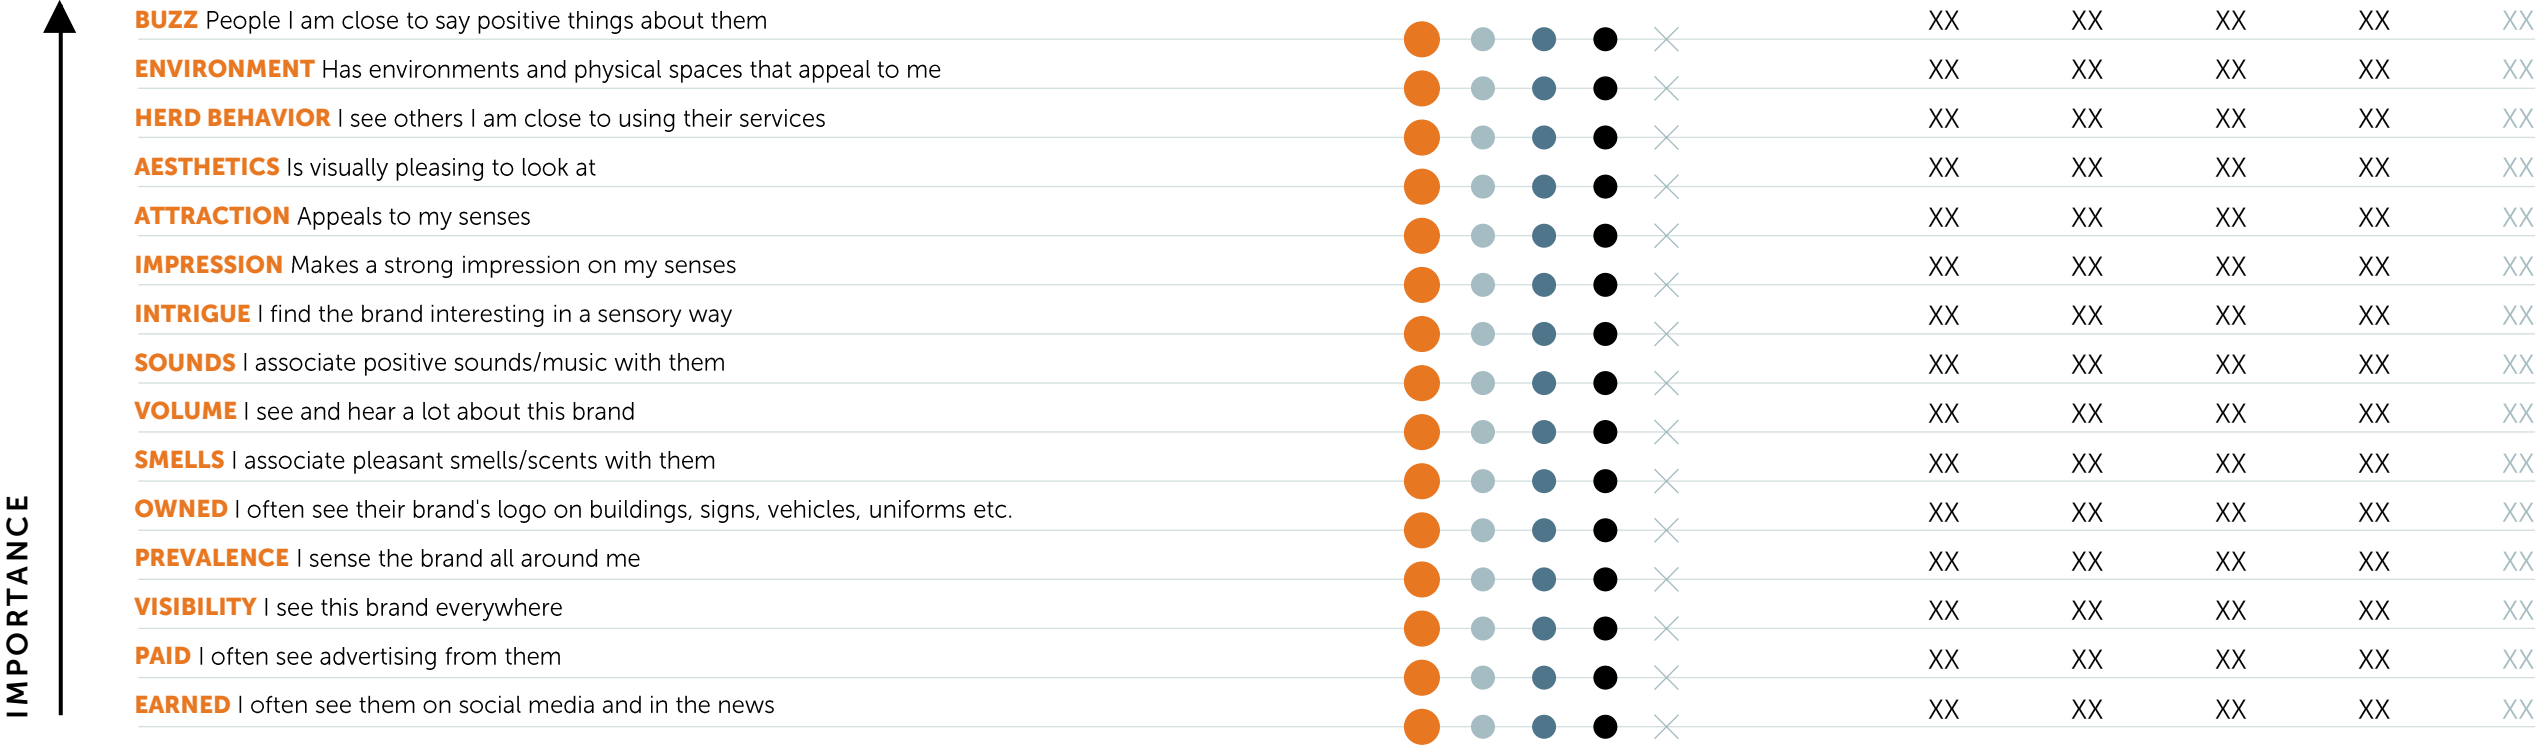 BUZZ People I am close to say positive things about them XX XX XX XX XX
ENVIRONMENT Has environments and physical spaces that appeal to me XX XX XX XX XX
HERD BEHAVIOR I see others I am close to using their services XX XX XX XX XX
AESTHETICS Is visually pleasing to look at XX XX XX XX XX
ATTRACTION Appeals to my senses XX XX XX XX XX
IMPRESSION Makes a strong impression on my senses XX XX XX XX XX
INTRIGUE I find the brand interesting in a sensory way XX XX XX XX XX
SOUNDS I associate positive sounds/music with them XX XX XX XX XX
VOLUME I see and hear a lot about this brand XX XX XX XX XX
SMELLS I associate pleasant smells/scents with them XX XX XX XX XX
OWNED I often see their brand's logo on buildings, signs, vehicles, uniforms etc. XX XX XX XX XX
PREVALENCE I sense the brand all around me XX XX XX XX XX
VISIBILITY I see this brand everywhere XX XX XX XX XX
PAID I often see advertising from them XX XX XX XX XX
EARNED I often see them on social media and in the news XX XX XX XX XX
IMPORTANCE